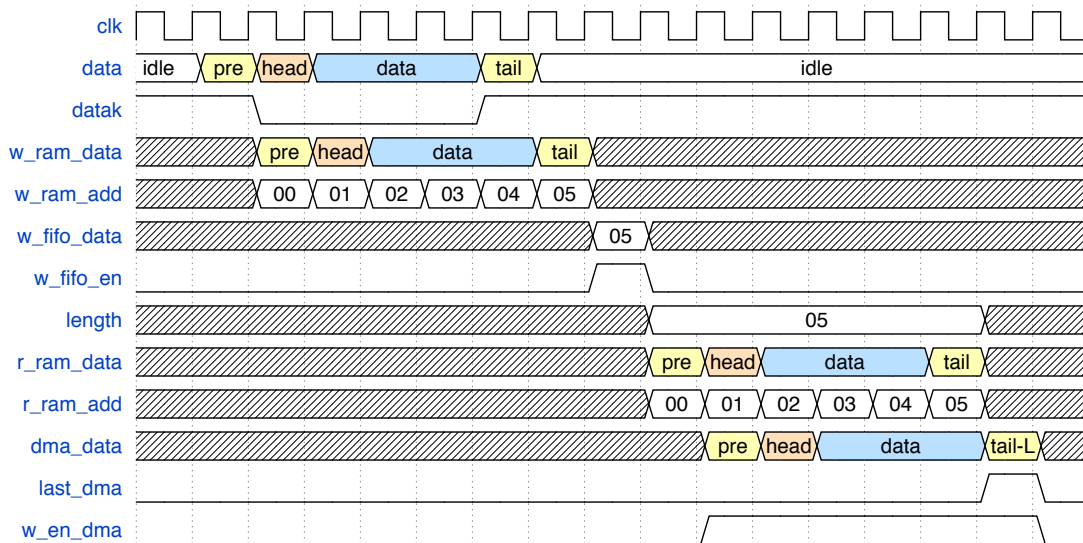 clk
data idle pre head data tail idle
datak
w_ram_data pre head data tail
w_ram_add 00 01 02 03 04 05
w_fifo_data 05
w_fifo_en
length 05
r_ram_data pre head data tail
r_ram_add 00 01 02 03 04 05
dma_data pre head data tail-L
last_dma
w_en_dma